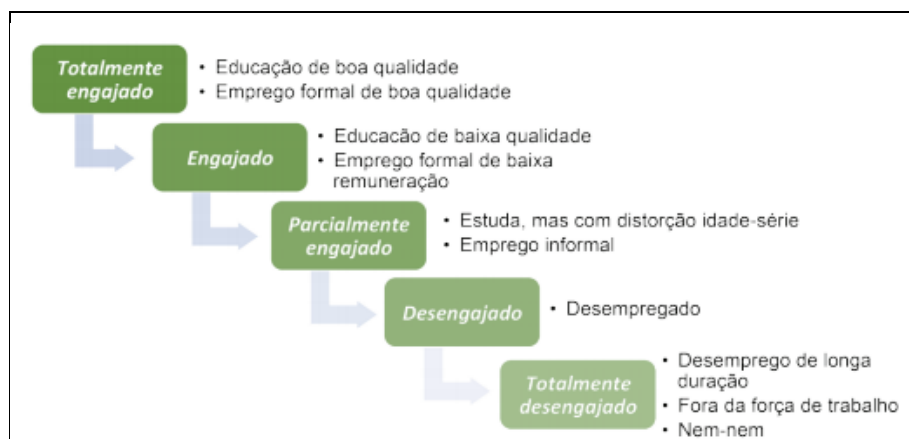 Totalmente
engajado
• Educação de boa qualidade
• Emprego formal de boa qualidade
Engajado
• Educacão de baixa qualidade
• Emprego formal de baixa
remuneração
Parcialmente
engajado
• Estuda, mas com distorção idade-série
• Emprego informal
Desengajado
• Desempregado
Totalmente
desengajado
• Desemprego de longa
duração
• Fora da força de trabalho
• Nem-nem